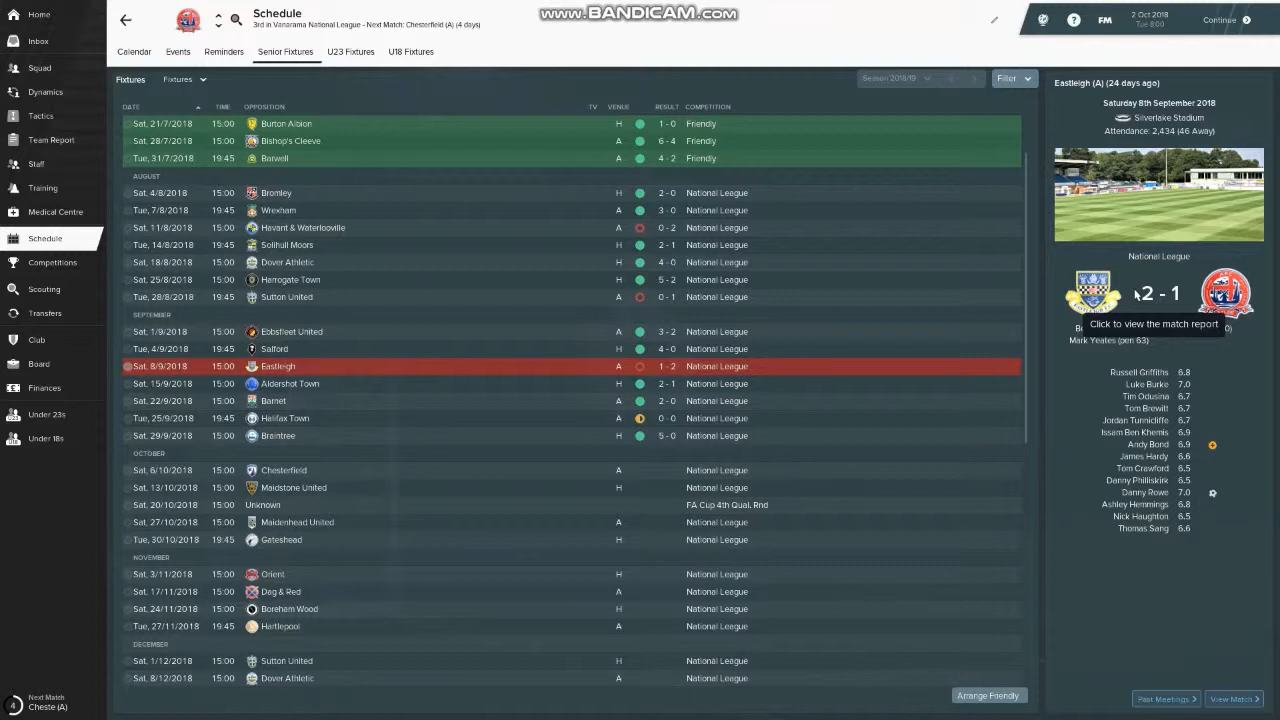 Home
Inbox
Squad
Dynamics
Tactics
Team Report
Staff
Training
Medical Centre
Schedule
Competitions
Scouting
Transfers
Club
Board
Finances
Under 23s
Under 18s
4 Next Match
Cheste (A)
Schedule
3rd in Vanarama National League - Next Match: Chesterfield (A) (4 days)
www.BANDICAM.com
? FM 2 Oct 2018 Continue
Tue 8:00
Calendar Events Reminders Senior Fixtures U23 Fixtures U18 Fixtures
Fixtures Fixtures Season 2018/19 Filter
DATE TIME OPPOSITION TV VENUE RESULT COMPETITION
Sat, 21/7/2018 15:00 Burton Albion H 1 - 0 Friendly
Sat, 28/7/2018 15:00 Bishop's Cleeve A 6 - 4 Friendly
Tue, 31/7/2018 19:45 Barwell A 4 - 2 Friendly
AUGUST
Sat, 4/8/2018 15:00 Bromley H 2 - 0 National League
Tue, 7/8/2018 19:45 Wrexham A 3 - 0 National League
Sat, 11/8/2018 15:00 Havant & Waterlooville A 0 - 2 National League
Tue, 14/8/2018 19:45 Solihull Moors H 2 - 1 National League
Sat, 18/8/2018 15:00 Dover Athletic H 4 - 0 National League
Sat, 25/8/2018 15:00 Harrogate Town H 5 - 2 National League
Tue, 28/8/2018 19:45 Sutton United A 0 - 1 National League
SEPTEMBER
Sat, 1/9/2018 15:00 Ebbsfleet United A 3 - 2 National League
Tue, 4/9/2018 19:45 Salford H 4 - 0 National League
Sat, 8/9/2018 15:00 Eastleigh A 1 - 2 National League
Sat, 15/9/2018 15:00 Aldershot Town H 2 - 1 National League
Sat, 22/9/2018 15:00 Barnet A 2 - 0 National League
Tue, 25/9/2018 19:45 Halifax Town A 0 - 0 National League
Sat, 29/9/2018 15:00 Braintree H 5 - 0 National League
OCTOBER
Sat, 6/10/2018 15:00 Chesterfield A National League
Sat, 13/10/2018 15:00 Maidstone United H National League
Sat, 20/10/2018 15:00 Unknown FA Cup 4th Qual. Rnd
Sat, 27/10/2018 15:00 Maidenhead United A National League
Tue, 30/10/2018 19:45 Gateshead H National League
NOVEMBER
Sat, 3/11/2018 15:00 Orient H National League
Sat, 17/11/2018 15:00 Dag & Red A National League
Sat, 24/11/2018 15:00 Boreham Wood H National League
Tue, 27/11/2018 19:45 Hartlepool A National League
DECEMBER
Sat, 1/12/2018 15:00 Sutton United H National League
Sat, 8/12/2018 15:00 Dover Athletic A National League
Arrange Friendly
Eastleigh (A) (24 days ago)
Saturday 8th September 2018
Silverlake Stadium
Attendance: 2,434 (46 Away)
National League
2 - 1
Click to view the match report
Mark Yeates (pen 63)
Russell Griffiths 6.8
Luke Burke 7.0
Tim Odusina 6.7
Tom Brewitt 6.7
Jordan Tunnicliffe 6.7
Issam Ben Khemis 6.9
Andy Bond 6.9
James Hardy 6.6
Tom Crawford 6.5
Danny Philliskirk 6.5
Danny Rowe 7.0
Ashley Hemmings 6.8
Nick Haughton 6.5
Thomas Sang 6.6
Past Meetings View Match